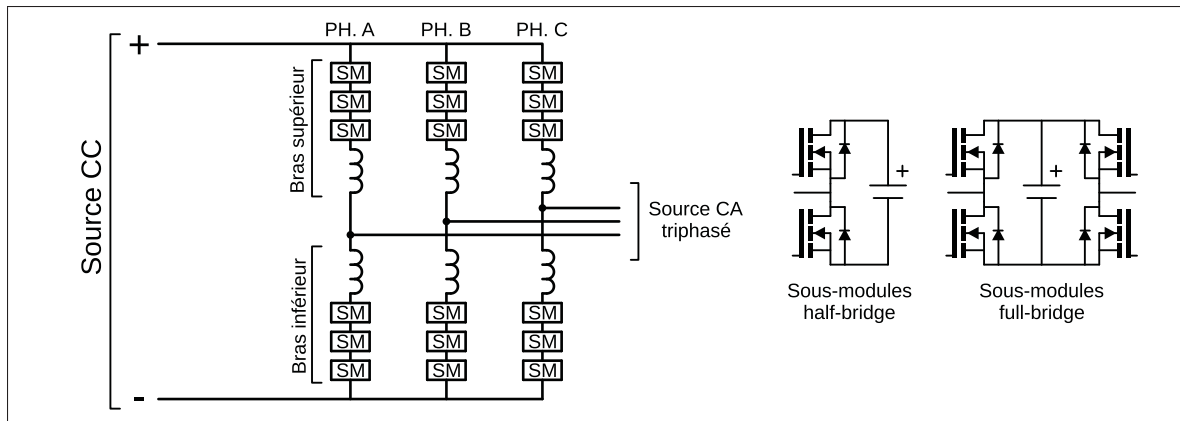 PH. A PH. B PH. C
+
Source CC
Bras supérieur
SM SM SM
SM SM SM
SM SM SM
Source CA
triphasé
Bras inférieur
SM SM SM
SM SM SM
SM SM SM
-
+
+
Sous-modules
half-bridge
Sous-modules
full-bridge